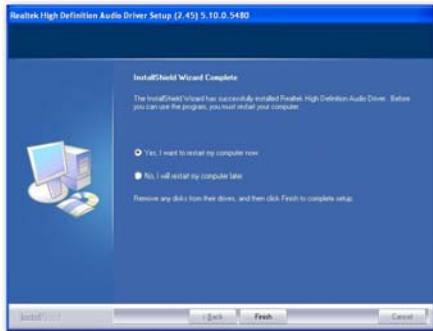 Realtek High Definition Audio Driver Setup (2.45) 5.10.0.5480
InstallShield Wizard Complete
The InstallShield Wizard has successfully installed Realtek High Definition Audio Driver. Before
you can use the program, you must restart your computer.
Yes, I want to restart my computer now.
No, I will restart my computer later.
Remove any disks from their drives, and then click Finish to complete setup.
InstallShield
< Back
Finish
Cancel